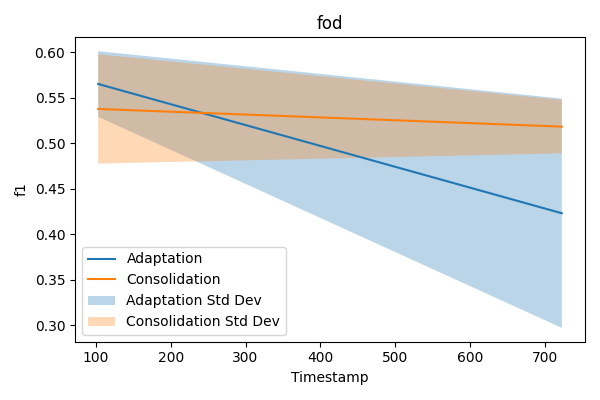 fod
0.60
0.55
0.50
0.45
0.40
0.35
0.30
f1
Adaptation
Consolidation
Adaptation Std Dev
Consolidation Std Dev
100 200 300 400 500 600 700
Timestamp